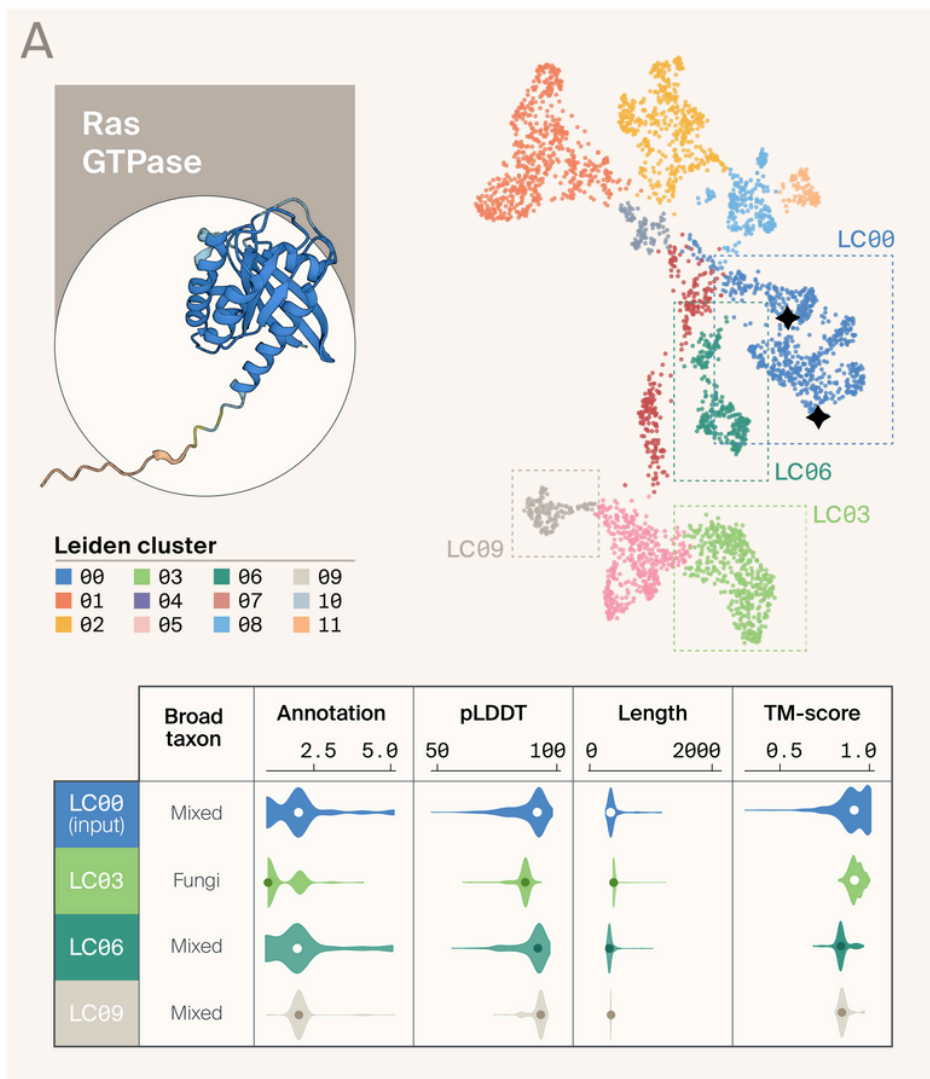 A
Ras
GTPase
LC00
LC06
LC03
LC09
Leiden cluster
00 03 06 09
01 04 07 10
02 05 08 11
Broad taxon Annotation pLDDT Length TM-score
2.5 5.0 50 100 0 2000 0.5 1.0
LC00
(input) Mixed
LC03 Fungi
LC06 Mixed
LC09 Mixed